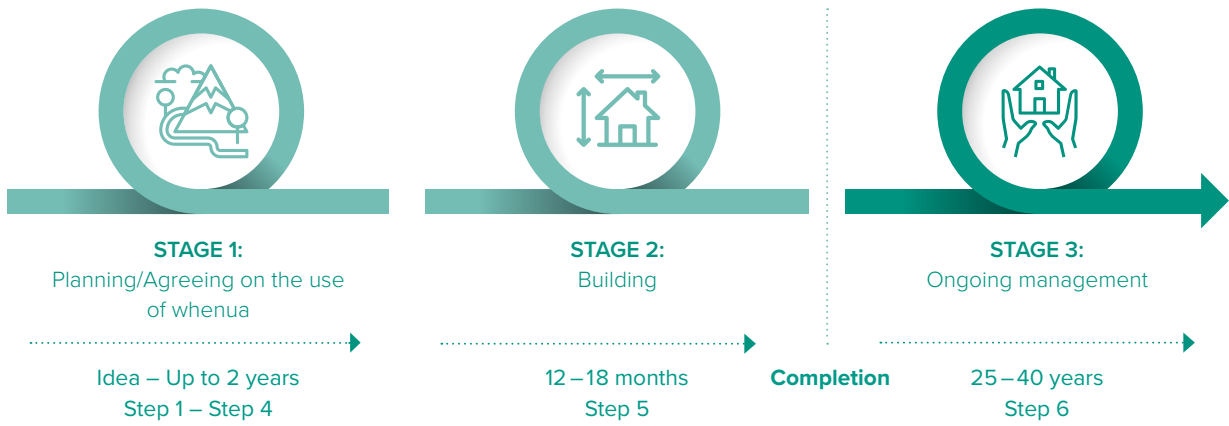 STAGE 1:
Planning/Agreeing on the use
of whenua
Idea – Up to 2 years
Step 1 – Step 4
STAGE 2:
Building
12 – 18 months
Step 5
Completion
STAGE 3:
Ongoing management
25 – 40 years
Step 6